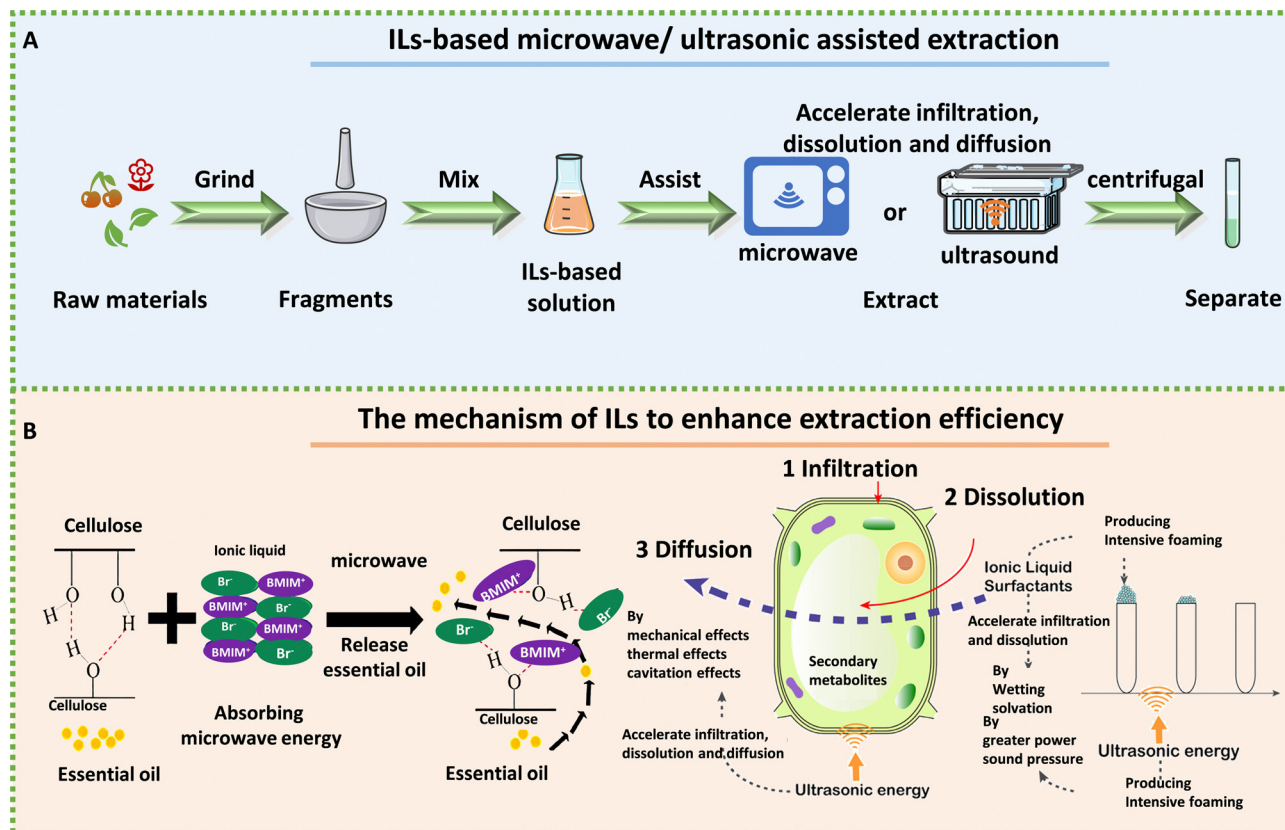 A
ILs-based microwave/ ultrasonic assisted extraction
Accelerate infiltration,
dissolution and diffusion
Grind
Mix
Assist
centrifugal
or
microwave
ultrasound
Raw materials
Fragments
ILs-based
solution
Extract
Separate
B
The mechanism of ILs to enhance extraction efficiency
Cellulose
O
O
H
H
H
O
Cellulose
Essential oil
Ionic liquid
Br-
BMIM+
BMIM+
Br-
Br-
BMIM+
BMIM+
Br-
Absorbing
microwave energy
microwave
Release
essential oil
Cellulose
BMIM+
O
H
Br-
Br-
BMIM+
H
O
Cellulose
Essential oil
1 Infiltration
2 Dissolution
3 Diffusion
By
mechanical effects
thermal effects
cavitation effects
Accelerate infiltration,
dissolution and diffusion
Secondary
metabolites
Ultrasonic energy
Ionic Liquid
Surfactants
Accelerate infiltration
and dissolution
By
Wetting
solvation
By
greater power
sound pressure
Producing
Intensive foaming
Ultrasonic energy
Producing
Intensive foaming